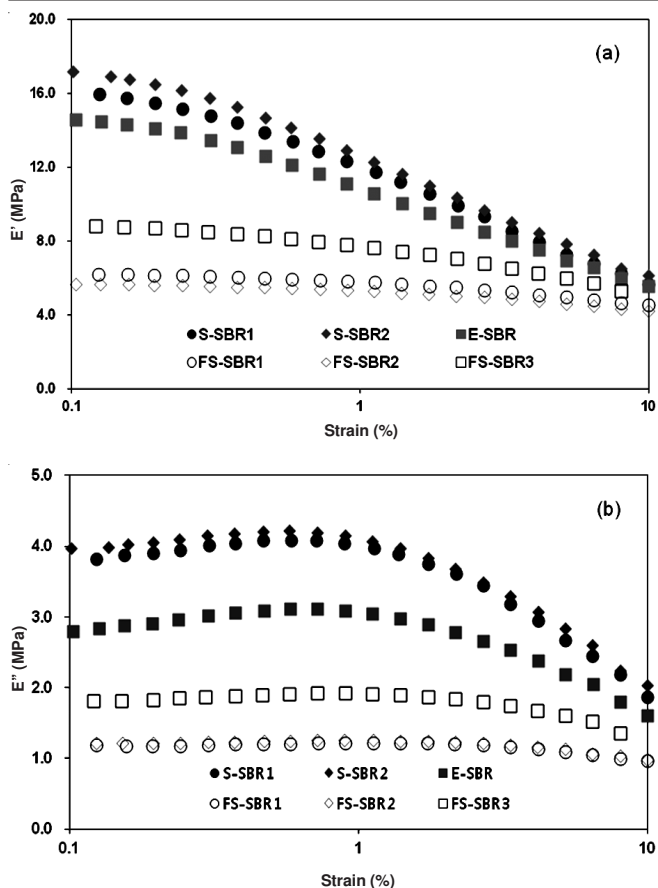 20.0
(a)
16.0
12.0
8.0
4.0
0.0
E' (MPa)
S-SBR1 S-SBR2 E-SBR
FS-SBR1 FS-SBR2 FS-SBR3
0.1 1 10
Strain (%)
5.0
(b)
4.0
3.0
2.0
1.0
0.0
E" (MPa)
S-SBR1 S-SBR2 E-SBR
FS-SBR1 FS-SBR2 FS-SBR3
0.1 1 10
Strain (%)